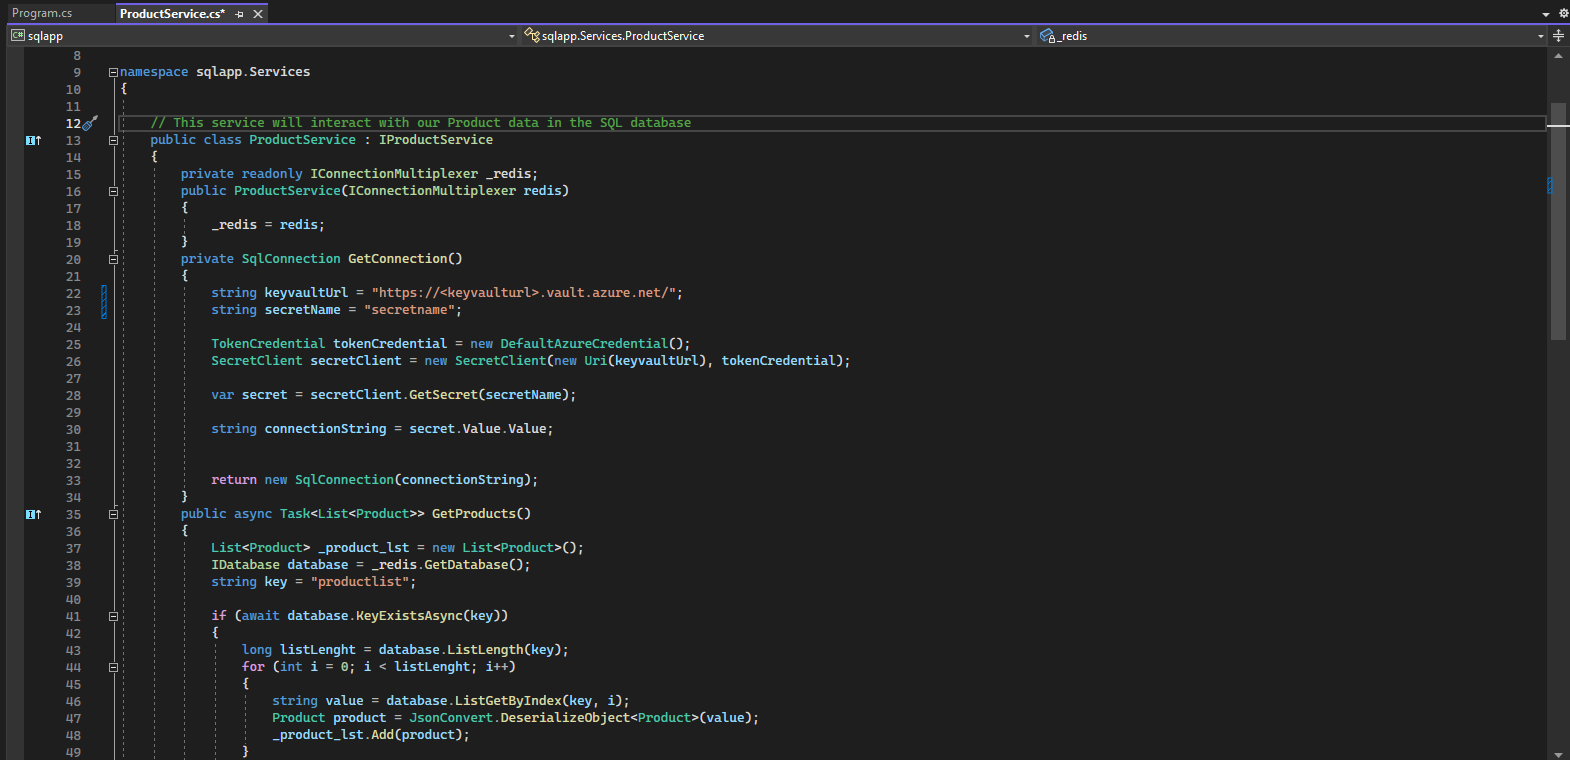 Program.cs ProductService.cs*
sqlapp sqlapp.Services.ProductService _redis
8
9 namespace sqlapp.Services
10 {
11
12 // This service will interact with our Product data in the SQL database
13 public class ProductService : IProductService
14 {
15 private readonly IConnectionMultiplexer _redis;
16 public ProductService(IConnectionMultiplexer redis)
17 {
18 _redis = redis;
19 }
20 private SqlConnection GetConnection()
21 {
22 string keyvaultUrl = "https://<keyvaulturl>.vault.azure.net/";
23 string secretName = "secretname";
24
25 TokenCredential tokenCredential = new DefaultAzureCredential();
26 SecretClient secretClient = new SecretClient(new Uri(keyvaultUrl), tokenCredential);
27
28 var secret = secretClient.GetSecret(secretName);
29
30 string connectionString = secret.Value.Value;
31
32
33 return new SqlConnection(connectionString);
34 }
35 public async Task<List<Product>> GetProducts()
36 {
37 List<Product> _product_lst = new List<Product>();
38 IDatabase database = _redis.GetDatabase();
39 string key = "productlist";
40
41 if (await database.KeyExistsAsync(key))
42 {
43 long listLenght = database.ListLength(key);
44 for (int i = 0; i < listLenght; i++)
45 {
46 string value = database.ListGetByIndex(key, i);
47 Product product = JsonConvert.DeserializeObject<Product>(value);
48 _product_lst.Add(product);
49 }